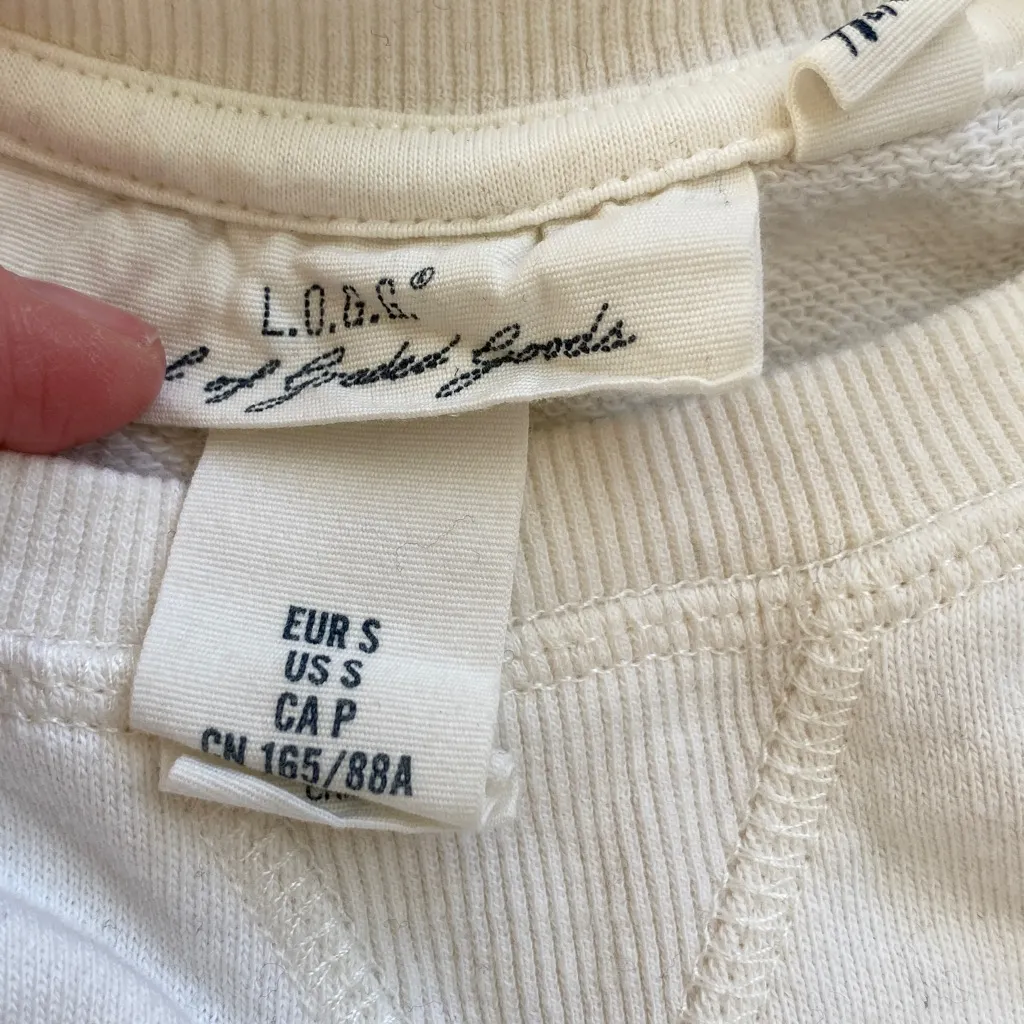 L.O.G.G.®
of Graded Goods.
EUR S
US S
CA P
CN 165/88A